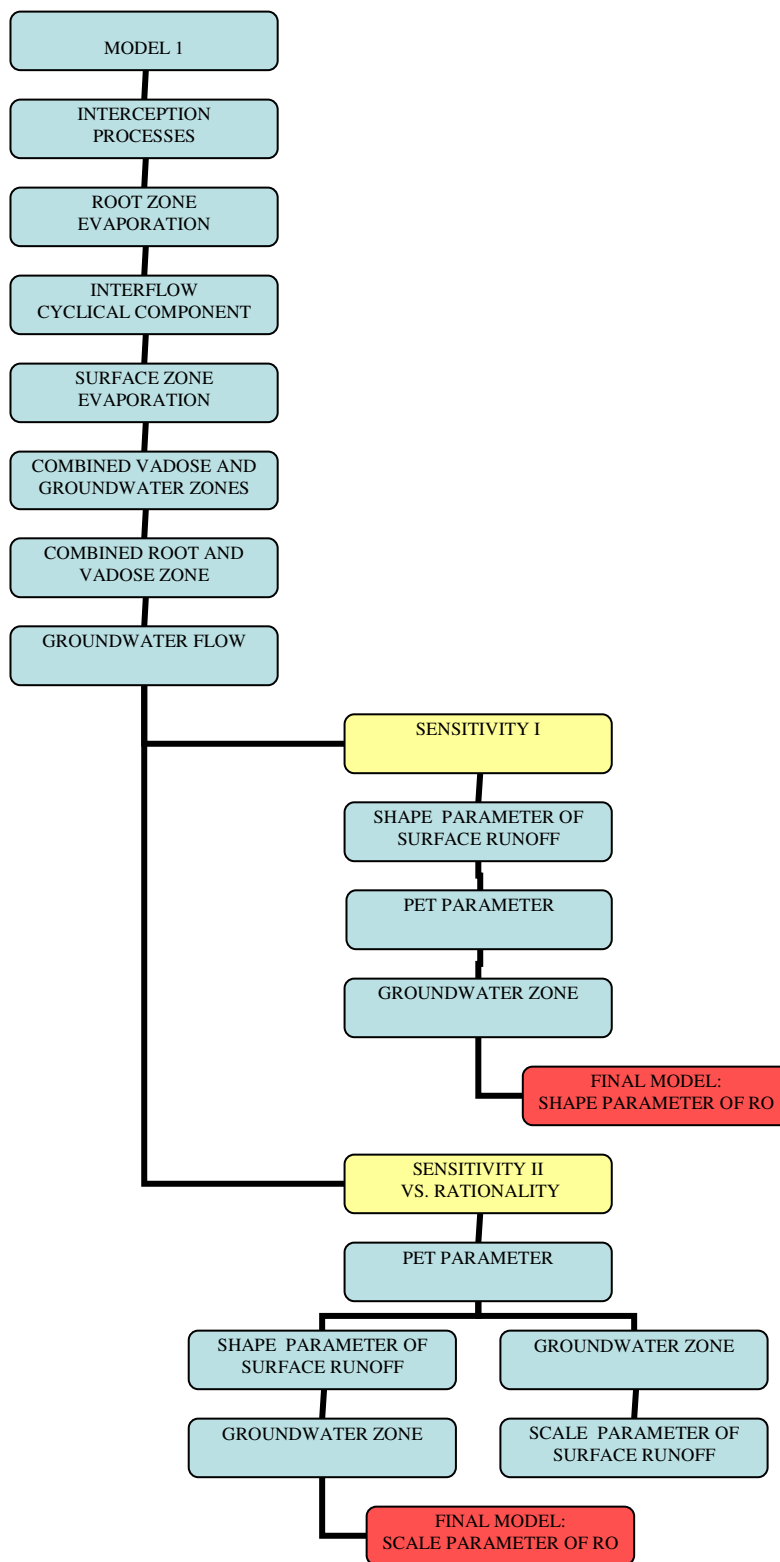 MODEL 1
INTERCEPTION
PROCESSES
ROOT ZONE
EVAPORATION
INTERFLOW
CYCLICAL COMPONENT
SURFACE ZONE
EVAPORATION
COMBINED VADOSE AND
GROUNDWATER ZONES
COMBINED ROOT AND
VADOSE ZONE
GROUNDWATER FLOW
SENSITIVITY I
SHAPE PARAMETER OF
SURFACE RUNOFF
PET PARAMETER
GROUNDWATER ZONE
FINAL MODEL:
SHAPE PARAMETER OF RO
SENSITIVITY II
VS. RATIONALITY
PET PARAMETER
SHAPE PARAMETER OF
SURFACE RUNOFF
GROUNDWATER ZONE
GROUNDWATER ZONE
SCALE PARAMETER OF
SURFACE RUNOFF
FINAL MODEL:
SCALE PARAMETER OF RO